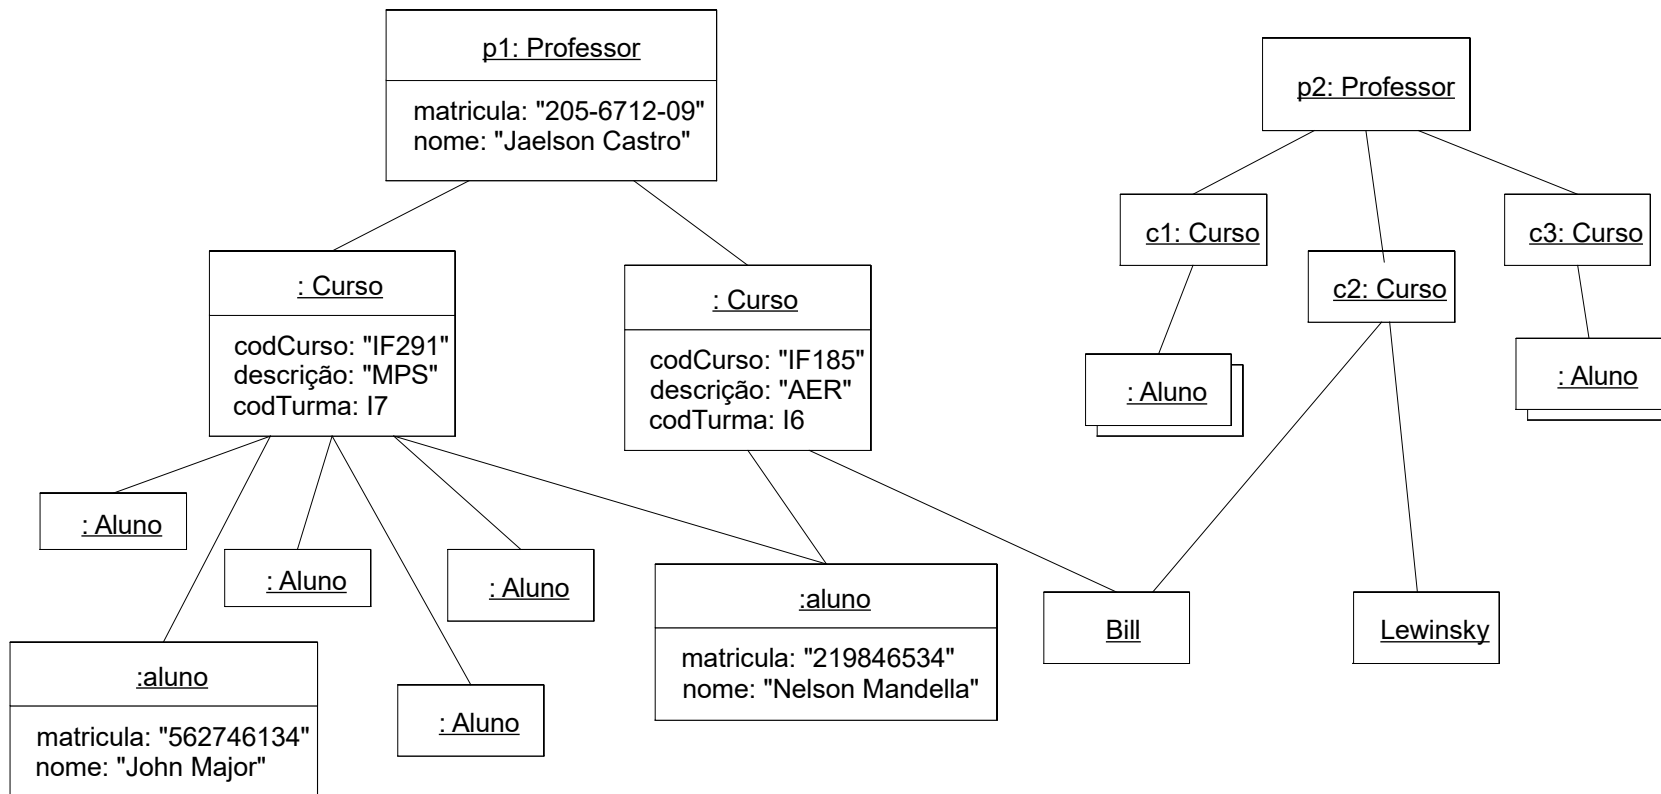 p1: Professor
matricula: "205-6712-09"
nome: "Jaelson Castro"
p2: Professor
c1: Curso
c3: Curso
: Curso
codCurso: "IF291"
descrição: "MPS"
codTurma: I7
: Curso
codCurso: "IF185"
descrição: "AER"
codTurma: I6
c2: Curso
: Aluno
: Aluno
: Aluno
: Aluno
: Aluno
:aluno
matricula: "219846534"
nome: "Nelson Mandella"
Bill
Lewinsky
:aluno
matricula: "562746134"
nome: "John Major"
: Aluno